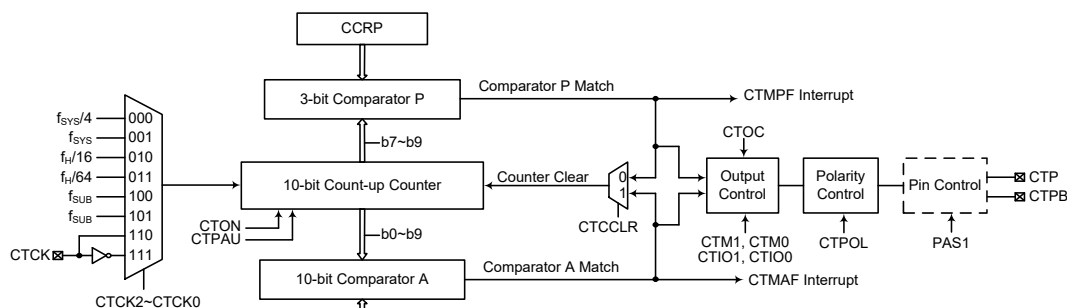 CCRP
3-bit Comparator P
Comparator P Match
CTMPF Interrupt
b7~b9
fSYS/4
000
fSYS
001
fH/16
010
fH/64
011
fSUB
100
fSUB
101
110
CTCK
111
CTCK2~CTCK0
10-bit Count-up Counter
CTON
CTPAU
Counter Clear
0
1
CTCCLR
CTOC
Output
Control
CTM1, CTM0
CTIO1, CTIO0
Polarity
Control
CTPOL
Pin Control
PAS1
CTP
CTPB
b0~b9
10-bit Comparator A
Comparator A Match
CTMAF Interrupt